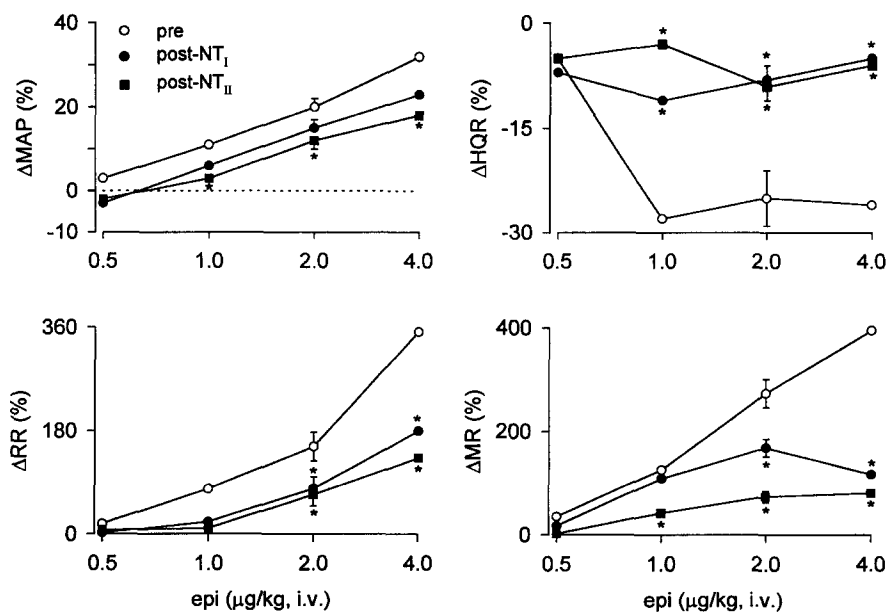 pre
post-NTI
post-NTII
ΔMAP (%)
40
20
0
-10
0.5 1.0 2.0 4.0
*
*
*
ΔHQR (%)
-0
-15
-30
0.5 1.0 2.0 4.0
* * *
* * *
ΔRR (%)
360
180
0
0.5 1.0 2.0 4.0
epi (µg/kg, i.v.)
* *
* *
ΔMR (%)
400
200
0
0.5 1.0 2.0 4.0
epi (µg/kg, i.v.)
* *
* * *